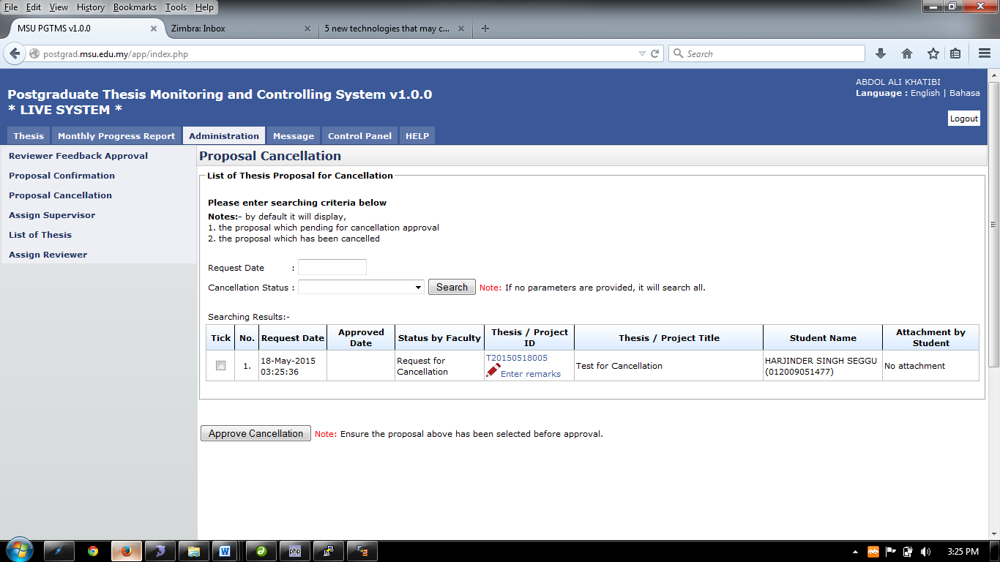 File Edit View History Bookmarks Tools Help
MSU PGTMS v1.0.0
Zimbra: Inbox
5 new technologies that may c...
postgrad.msu.edu.my/app/index.php
Search
ABDOL ALI KHATIBI
Language : English | Bahasa
Postgraduate Thesis Monitoring and Controlling System v1.0.0
* LIVE SYSTEM *
Logout
Thesis Monthly Progress Report Administration Message Control Panel HELP
Reviewer Feedback Approval
Proposal Confirmation
Proposal Cancellation
Assign Supervisor
List of Thesis
Assign Reviewer
Proposal Cancellation
List of Thesis Proposal for Cancellation
Please enter searching criteria below
Notes:- by default it will display,
1. the proposal which pending for cancellation approval
2. the proposal which has been cancelled
Request Date :
Cancellation Status : Search Note: If no parameters are provided, it will search all.
Searching Results:-
Tick No. Request Date Approved Date Status by Faculty Thesis / Project ID Thesis / Project Title Student Name Attachment by Student
1. 18-May-2015 03:25:36 Request for Cancellation T20150518005 Enter remarks Test for Cancellation HARJINDER SINGH SEGGU (012009051477) No attachment
Approve Cancellation Note: Ensure the proposal above has been selected before approval.
php
3:25 PM